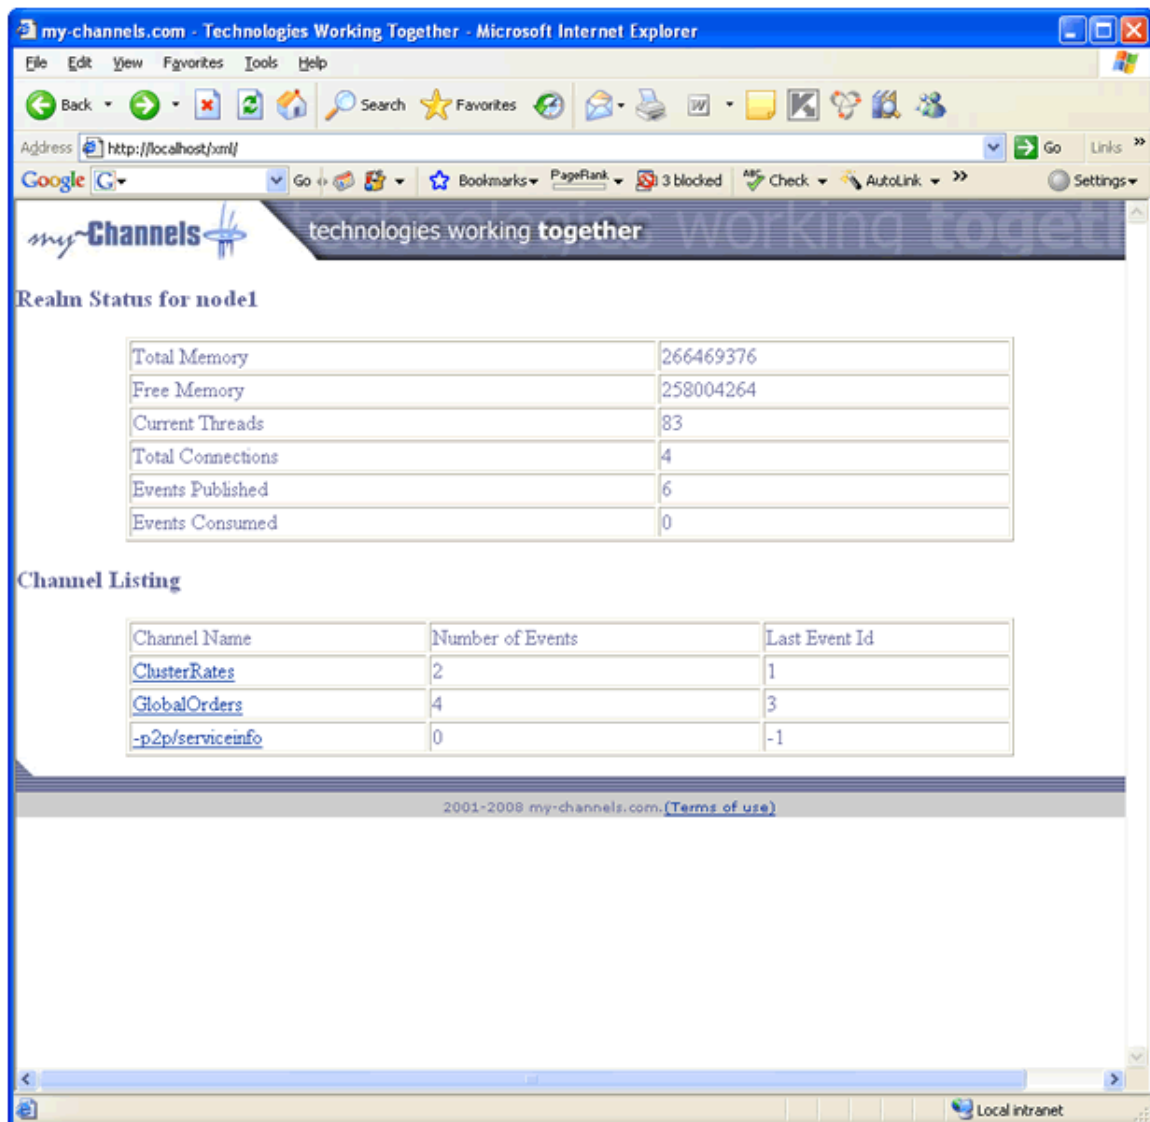 my-channels.com - Technologies Working Together - Microsoft Internet Explorer
File Edit View Favorites Tools Help
Back Search Favorites
Address http://localhost/xml/ Go Links »
Google G Go Bookmarks PageRank 3 blocked ABC Check AutoLink » Settings
my-Channels technologies working together technologies working together
Realm Status for node1
Total Memory 266469376
Free Memory 258004264
Current Threads 83
Total Connections 4
Events Published 6
Events Consumed 0
Channel Listing
Channel Name Number of Events Last Event Id
ClusterRates 2 1
GlobalOrders 4 3
-p2p/serviceinfo 0 -1
2001-2008 my-channels.com.(Terms of use)
Local intranet